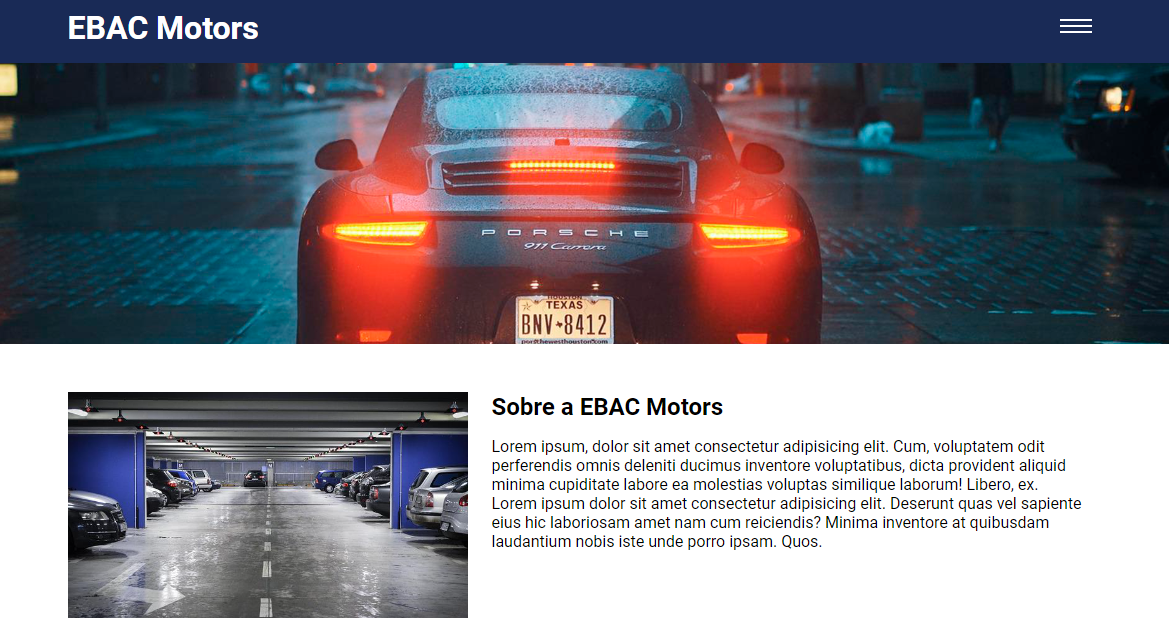 EBAC Motors
PORSCHE
911 Carrera
HOUSTON
TEXAS
BNV★8412
porschewesthouston.com
Sobre a EBAC Motors
Lorem ipsum, dolor sit amet consectetur adipisicing elit. Cum, voluptatem odit
perferendis omnis deleniti ducimus inventore voluptatibus, dicta provident aliquid
minima cupiditate labore ea molestias voluptas similique laborum! Libero, ex.
Lorem ipsum dolor sit amet consectetur adipisicing elit. Deserunt quas vel sapiente
eius hic laboriosam amet nam cum reiciendis? Minima inventore at quibusdam
laudantium nobis iste unde porro ipsam. Quos.